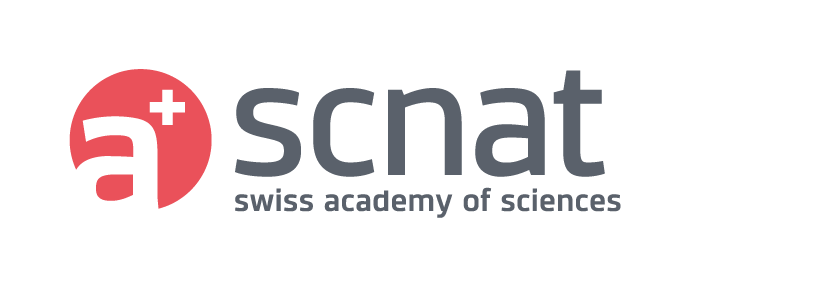 a+
scnat
swiss academy of sciences